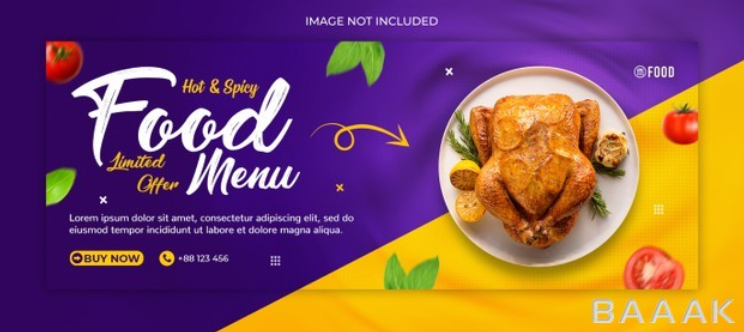 IMAGE NOT INCLUDED
FOOD
Hot & Spicy
Food
Limited
Offer
Menu
Lorem ipsum dolor sit amet, consectetur adipiscing elit, sed do
eiusmod tempor incididunt ut labore et dolore magna aliqua.
BUY NOW
+88 123 456
BAAAK